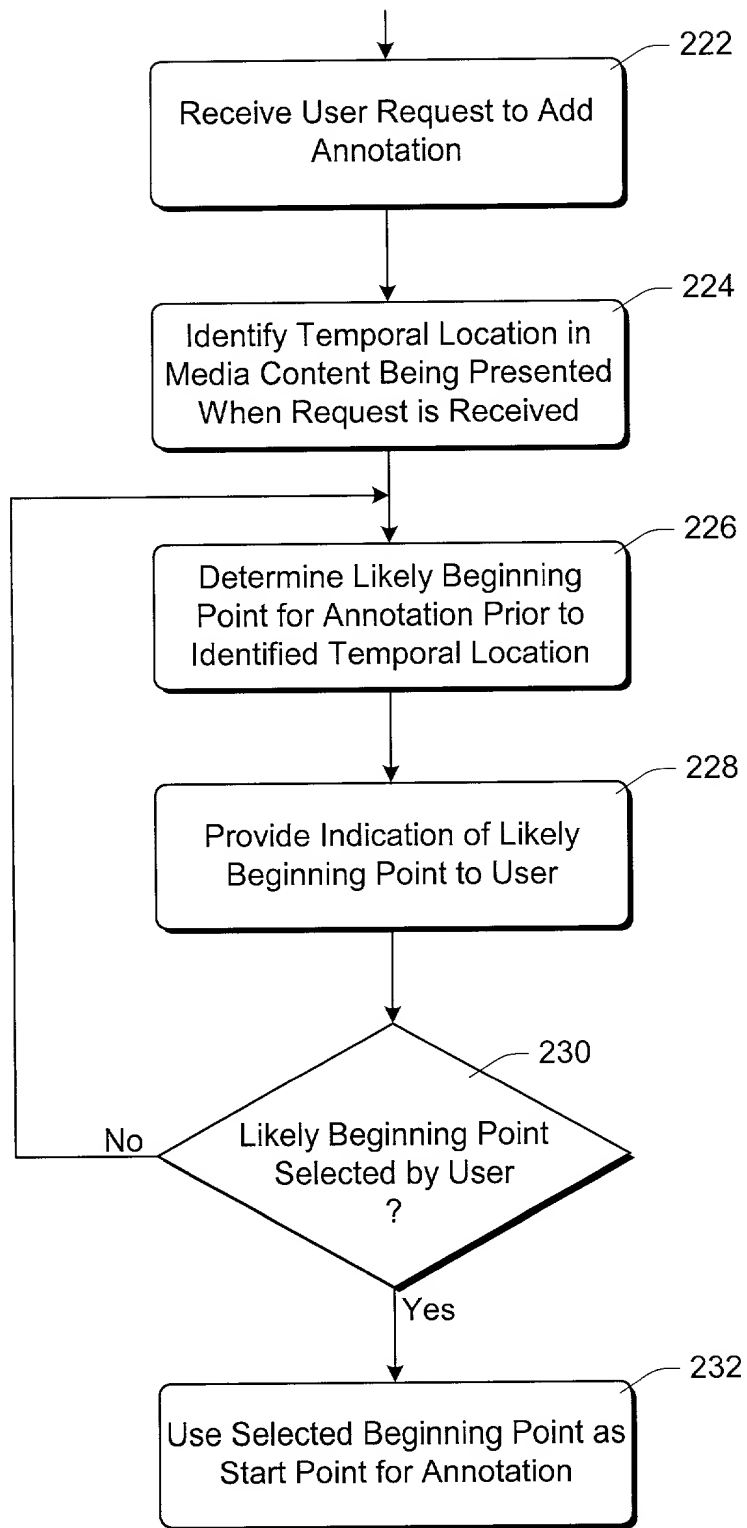 222
Receive User Request to Add
Annotation
224
Identify Temporal Location in
Media Content Being Presented
When Request is Received
226
Determine Likely Beginning
Point for Annotation Prior to
Identified Temporal Location
228
Provide Indication of Likely
Beginning Point to User
230
No
Likely Beginning Point
Selected by User
?
Yes
232
Use Selected Beginning Point as
Start Point for Annotation